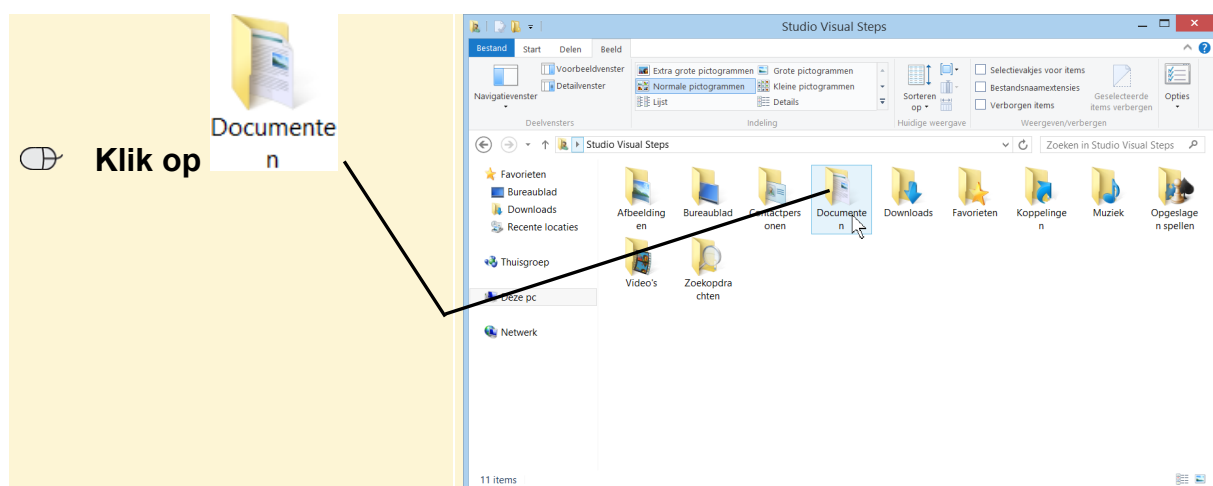 Documente
n
Klik op
Studio Visual Steps
Bestand Start Delen Beeld
Navigatievenster
Voorbeeldvenster
Detailvenster
Deelvensters
Extra grote pictogrammen Grote pictogrammen
Normale pictogrammen Kleine pictogrammen
Lijst Details
Indeling
Sorteren
op
Huidige weergave
Selectievakjes voor items
Bestandsnaamextensies
Verborgen items
Geselecteerde
items verbergen
Weergeven/verbergen
Opties
Studio Visual Steps
Zoeken in Studio Visual Steps
Favorieten
Bureaublad
Downloads
Recente locaties
Thuisgroep
Deze pc
Netwerk
Afbeelding
en
Bureaublad
Contactpers
onen
Documente
n
Downloads
Favorieten
Koppelinge
n
Muziek
Opgeslage
n spellen
Video's
Zoekopdra
chten
11 items